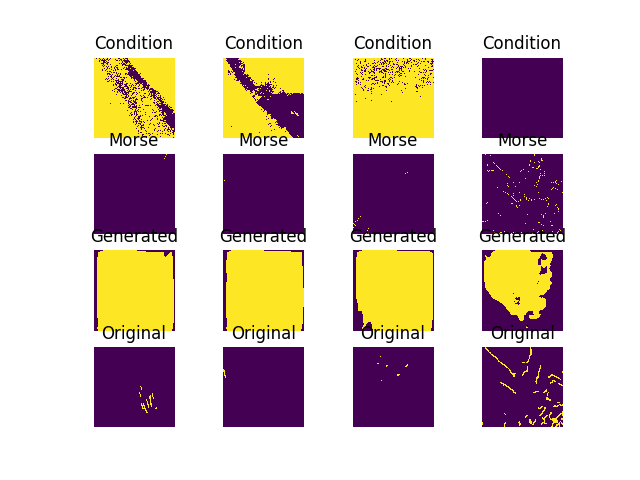 Condition Condition Condition Condition
Morse Morse Morse Morse
Generated Generated Generated Generated
Original Original Original Original